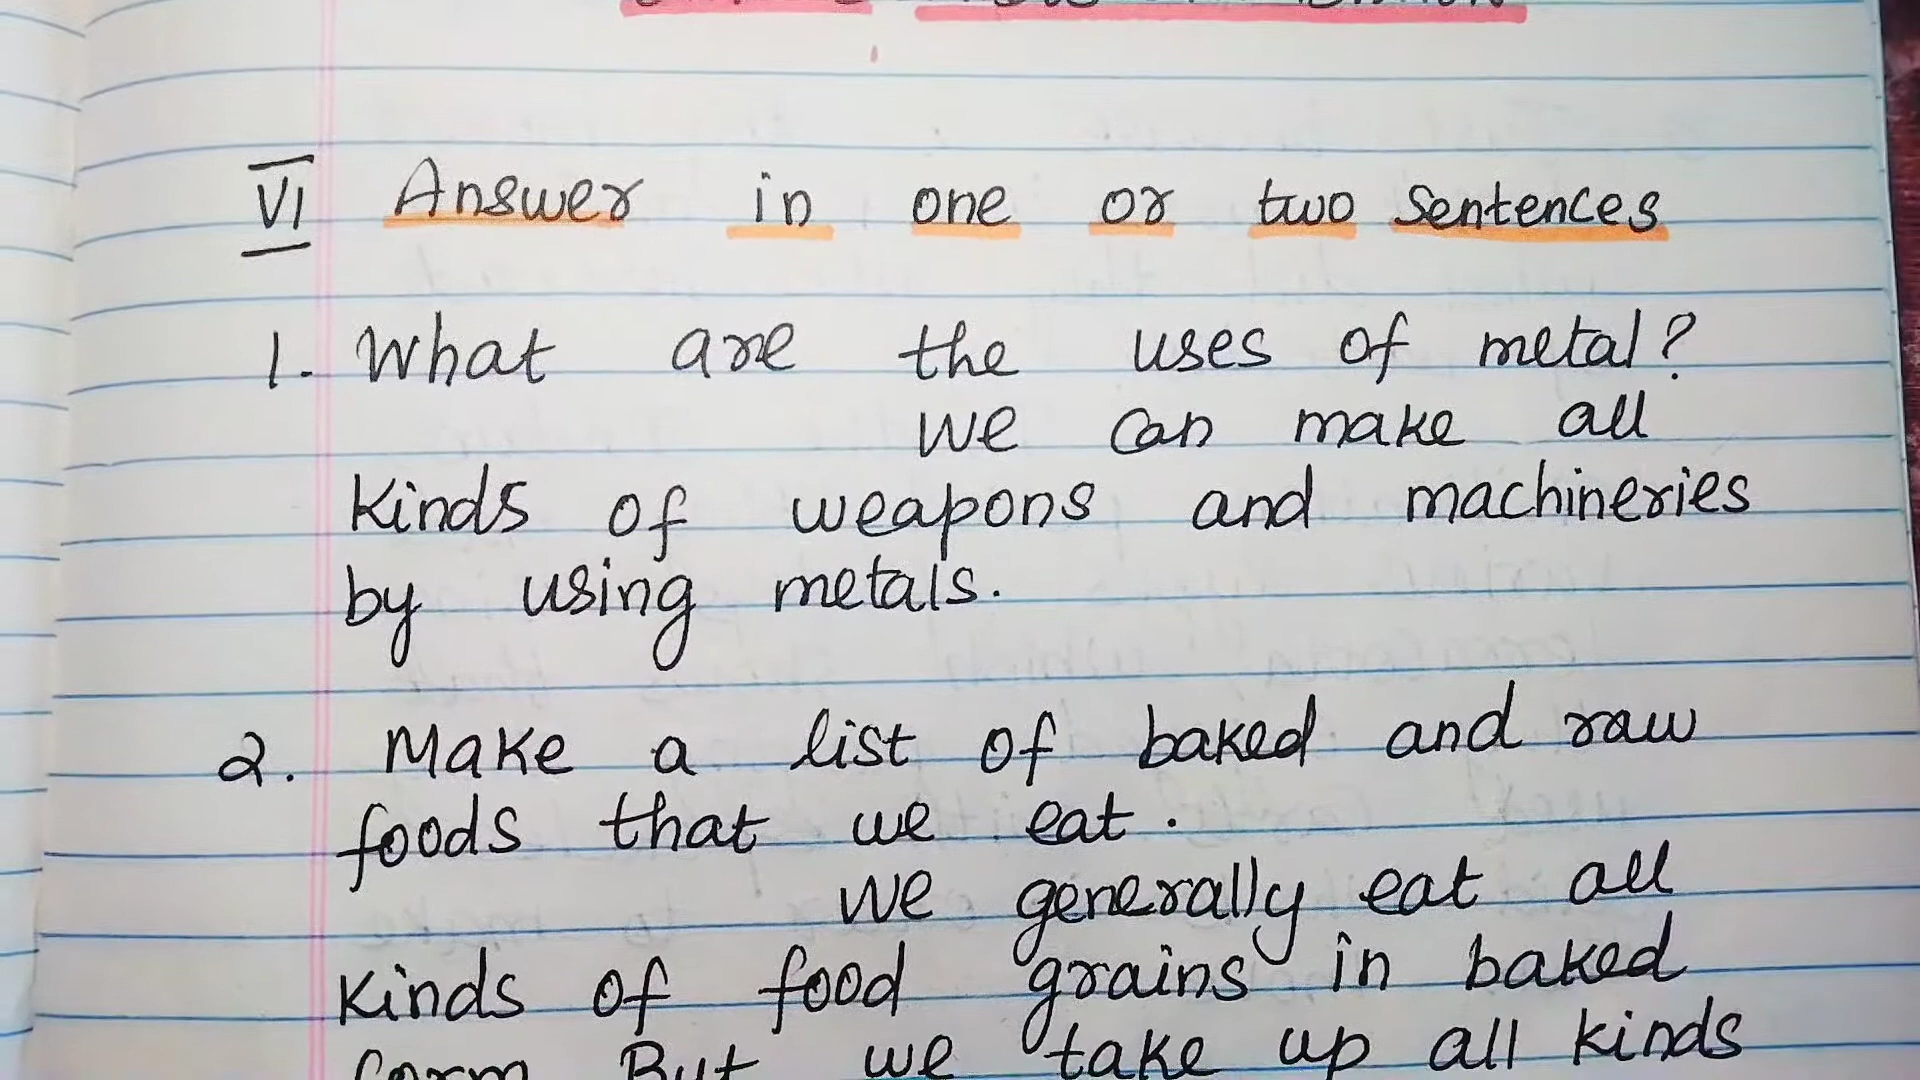 VI Answer in one or two sentences
1. What are the uses of metal?
we can make all
kinds of weapons and machineries
by using metals.
2. Make a list of baked and raw
foods that we eat.
we generally eat all
kinds of food grains in baked
form But we take up all kinds